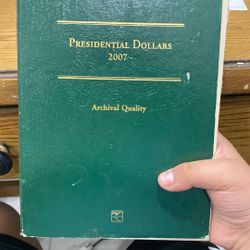 Presidential Dollars
2007 -
Archival Quality